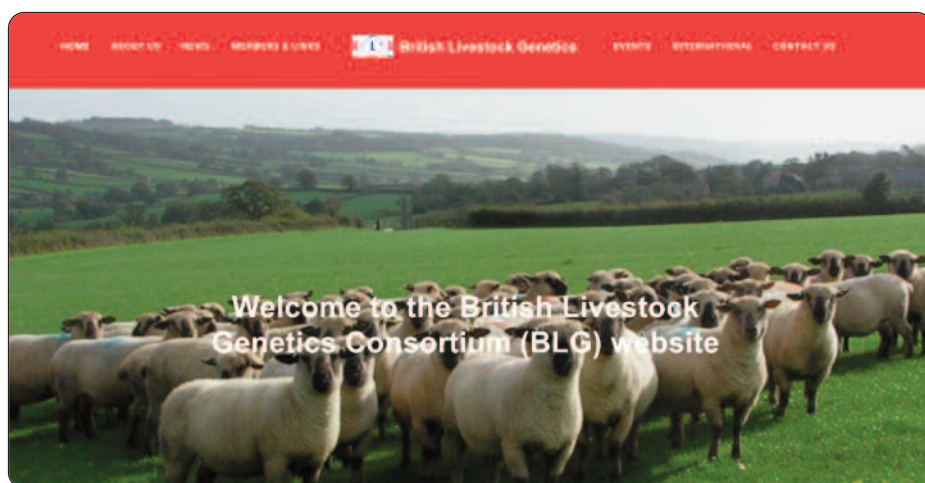 HOME ABOUT US NEWS MEMBERS & LINKS British Livestock Genetics EVENTS INTERNATIONAL CONTACT US
Welcome to the British Livestock
Genetics Consortium (BLG) website